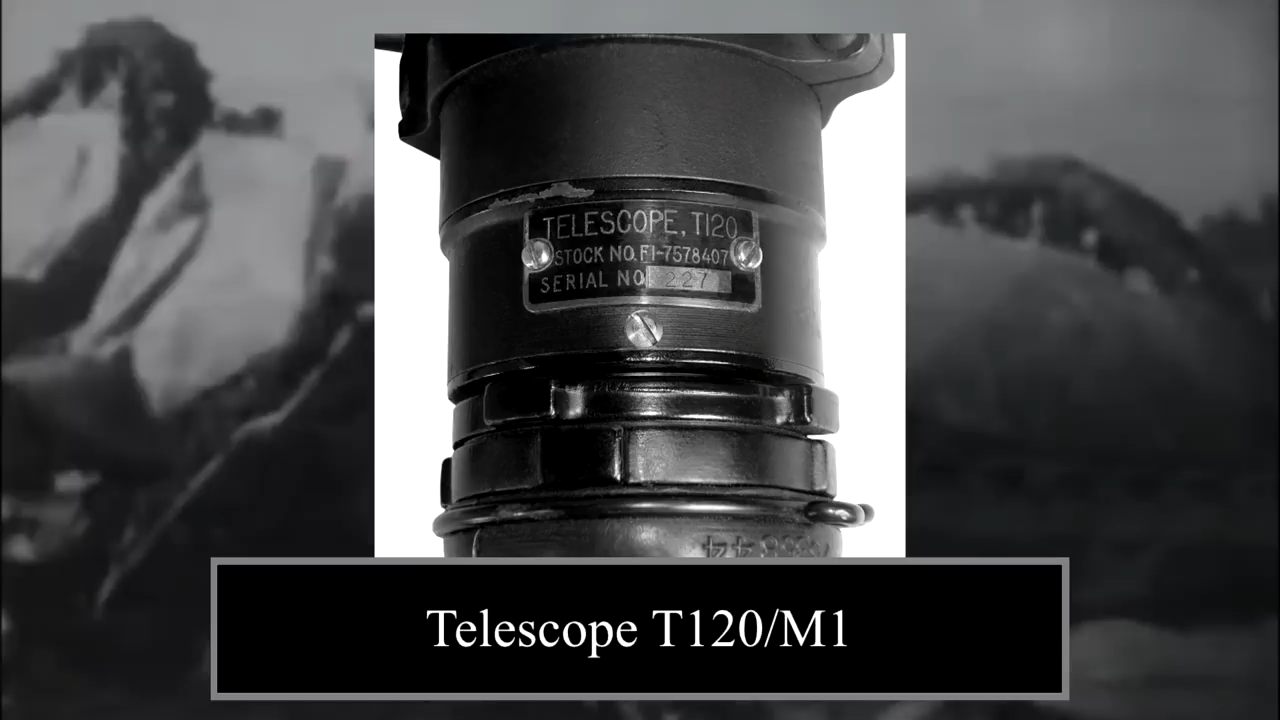 TELESCOPE, T120
STOCK NO. F1-7578407
SERIAL NO. 227
Telescope T120/M1